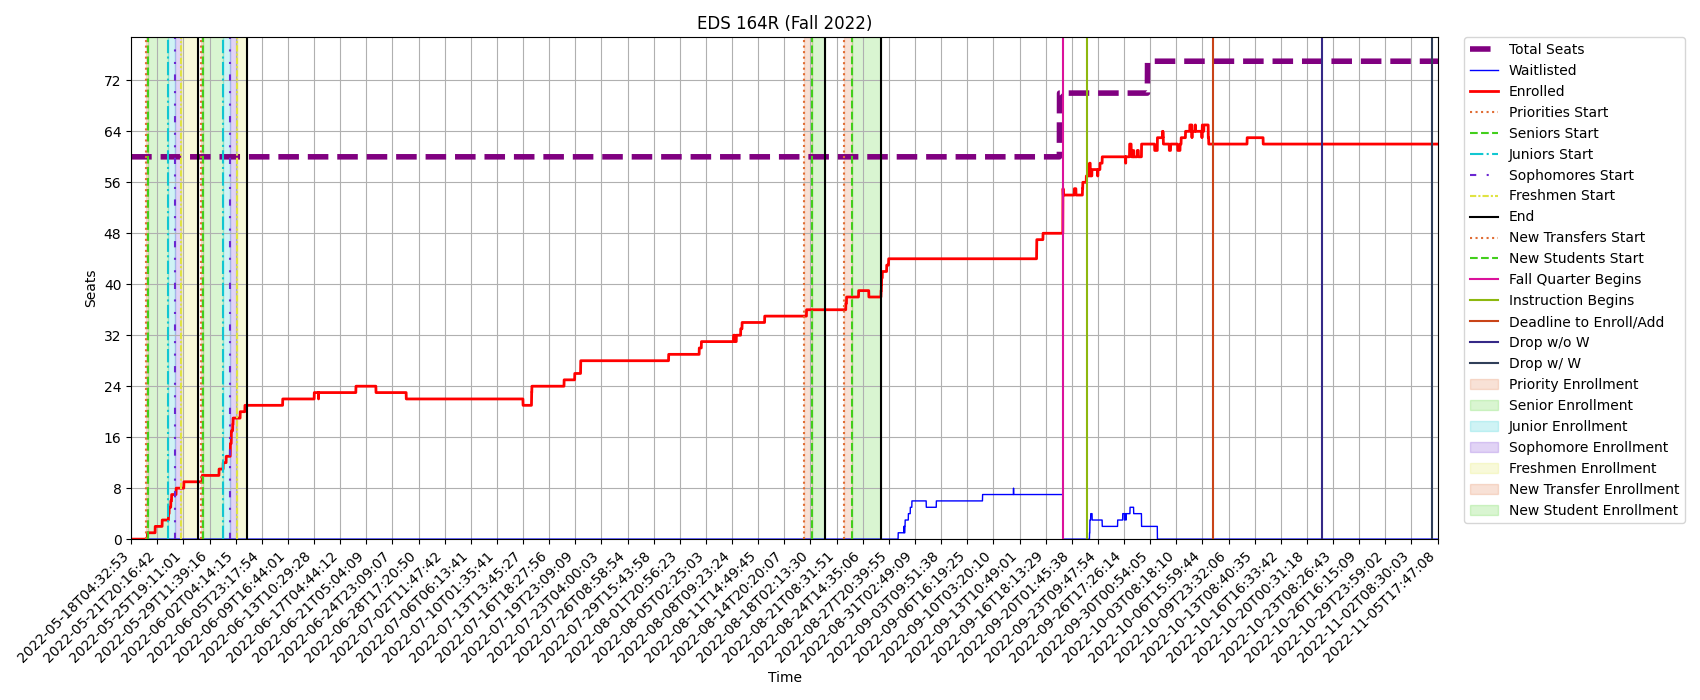 EDS 164R (Fall 2022)
Seats
72
64
56
48
40
32
24
16
8
0
2022-05-18T04:32:53
2022-05-21T20:16:42
2022-05-25T19:11:01
2022-05-29T11:39:16
2022-06-02T04:14:15
2022-06-05T23:17:54
2022-06-09T16:44:01
2022-06-13T10:29:28
2022-06-17T04:44:12
2022-06-21T05:04:09
2022-06-24T23:09:07
2022-06-28T17:20:50
2022-07-02T11:47:42
2022-07-06T06:13:41
2022-07-10T01:35:41
2022-07-13T13:45:27
2022-07-16T18:27:56
2022-07-19T23:09:09
2022-07-23T04:00:03
2022-07-26T08:58:54
2022-07-29T15:43:58
2022-08-01T20:56:23
2022-08-05T02:25:03
2022-08-08T09:23:24
2022-08-11T14:49:45
2022-08-14T20:20:07
2022-08-18T02:13:30
2022-08-21T08:31:51
2022-08-24T14:35:06
2022-08-27T20:39:55
2022-08-31T02:49:09
2022-09-03T09:51:38
2022-09-06T16:19:25
2022-09-10T03:20:10
2022-09-13T10:49:01
2022-09-16T18:13:29
2022-09-20T01:45:38
2022-09-23T09:47:54
2022-09-26T17:26:14
2022-09-30T00:54:05
2022-10-03T08:18:10
2022-10-06T15:59:44
2022-10-09T23:32:06
2022-10-13T08:40:35
2022-10-16T16:33:42
2022-10-20T00:31:18
2022-10-23T08:26:43
2022-10-26T16:15:09
2022-10-29T23:59:02
2022-11-02T08:30:03
2022-11-05T17:47:08
Time
Total Seats
Waitlisted
Enrolled
Priorities Start
Seniors Start
Juniors Start
Sophomores Start
Freshmen Start
End
New Transfers Start
New Students Start
Fall Quarter Begins
Instruction Begins
Deadline to Enroll/Add
Drop w/o W
Drop w/ W
Priority Enrollment
Senior Enrollment
Junior Enrollment
Sophomore Enrollment
Freshmen Enrollment
New Transfer Enrollment
New Student Enrollment